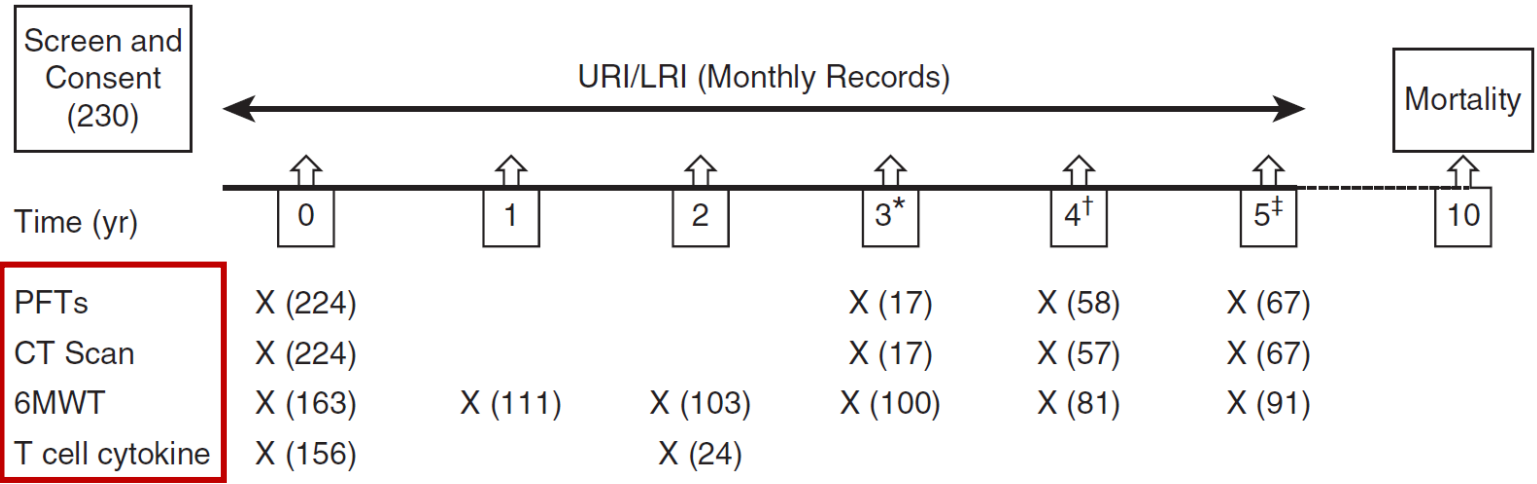 Screen and
Consent
(230)
URI/LRI (Monthly Records)
Mortality
Time (yr) 0 1 2 3* 4† 5‡ 10
PFTs X (224) X (17) X (58) X (67)
CT Scan X (224) X (17) X (57) X (67)
6MWT X (163) X (111) X (103) X (100) X (81) X (91)
T cell cytokine X (156) X (24)